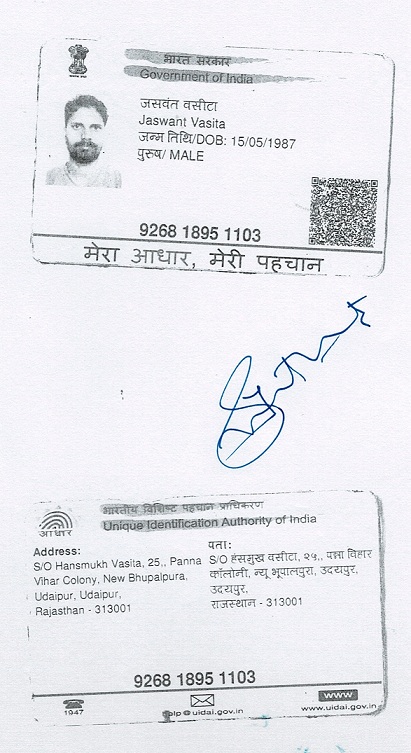 भारत सरकार
Government of India
जसवंत वसीटा
Jaswant Vasita
जन्म तिथि/DOB: 15/05/1987
पुरुष/ MALE
9268 1895 1103
मेरा आधार, मेरी पहचान
भारतीय विशिष्ट पहचान प्राधिकरण
Unique Identification Authority of India
आधार
Address:
S/O Hansmukh Vasita, 25,, Panna
Vihar Colony, New Bhupalpura,
Udaipur, Udaipur,
Rajasthan - 313001
पता:
S/O हंसमुख वसीटा, २५,, पन्ना विहार
कॉलोनी, न्यू भूपालपुरा, उदयपुर,
उदयपुर,
राजस्थान - 313001
9268 1895 1103
1947
@uidai.gov.in
www
www.uidai.gov.in